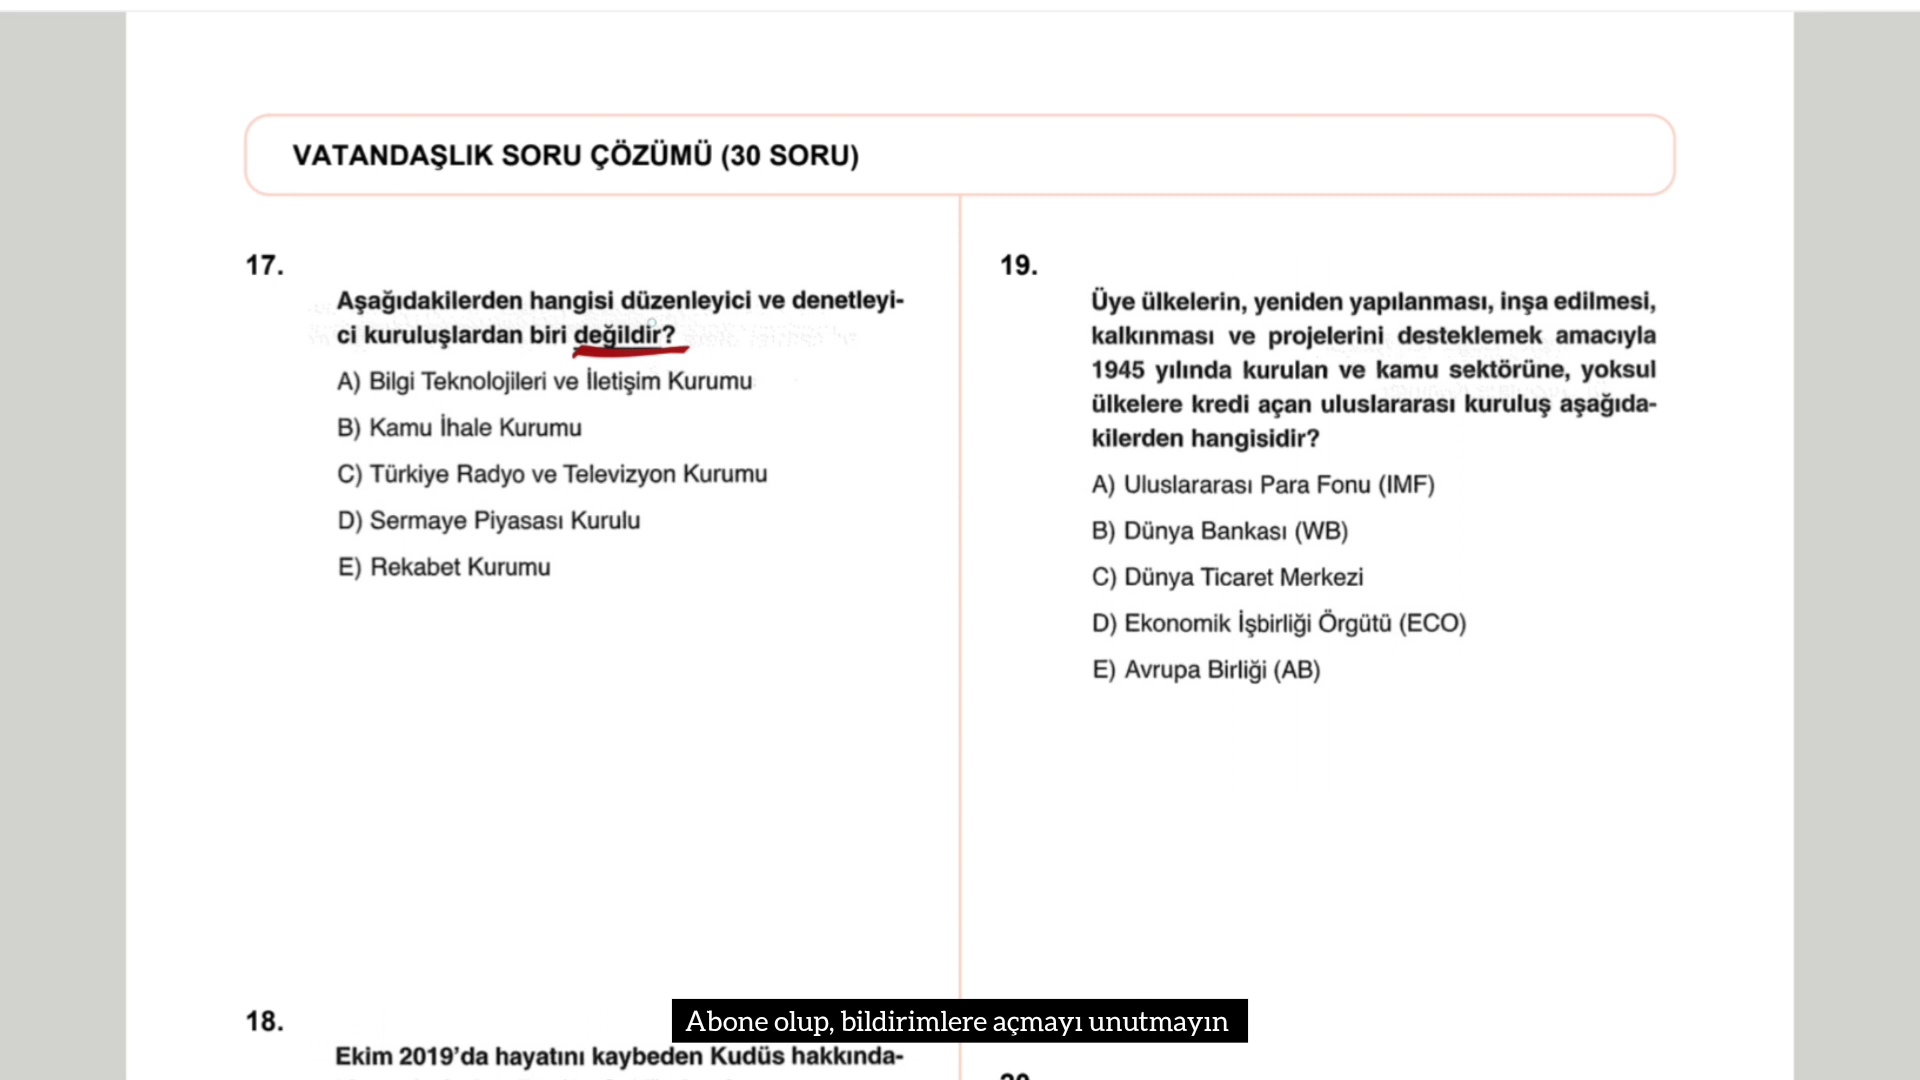 VATANDAŞLIK SORU ÇÖZÜMÜ (30 SORU)
17.
Aşağıdakilerden hangisi düzenleyici ve denetleyi-
ci kuruluşlardan biri değildir?
A) Bilgi Teknolojileri ve İletişim Kurumu
B) Kamu İhale Kurumu
C) Türkiye Radyo ve Televizyon Kurumu
D) Sermaye Piyasası Kurulu
E) Rekabet Kurumu
18.
Ekim 2019’da hayatını kaybeden Kudüs hakkında-
19.
Üye ülkelerin, yeniden yapılanması, inşa edilmesi,
kalkınması ve projelerini desteklemek amacıyla
1945 yılında kurulan ve kamu sektörüne, yoksul
ülkelere kredi açan uluslararası kuruluş aşağıda-
kilerden hangisidir?
A) Uluslararası Para Fonu (IMF)
B) Dünya Bankası (WB)
C) Dünya Ticaret Merkezi
D) Ekonomik İşbirliği Örgütü (ECO)
E) Avrupa Birliği (AB)
Abone olup, bildirimlere açmayı unutmayın